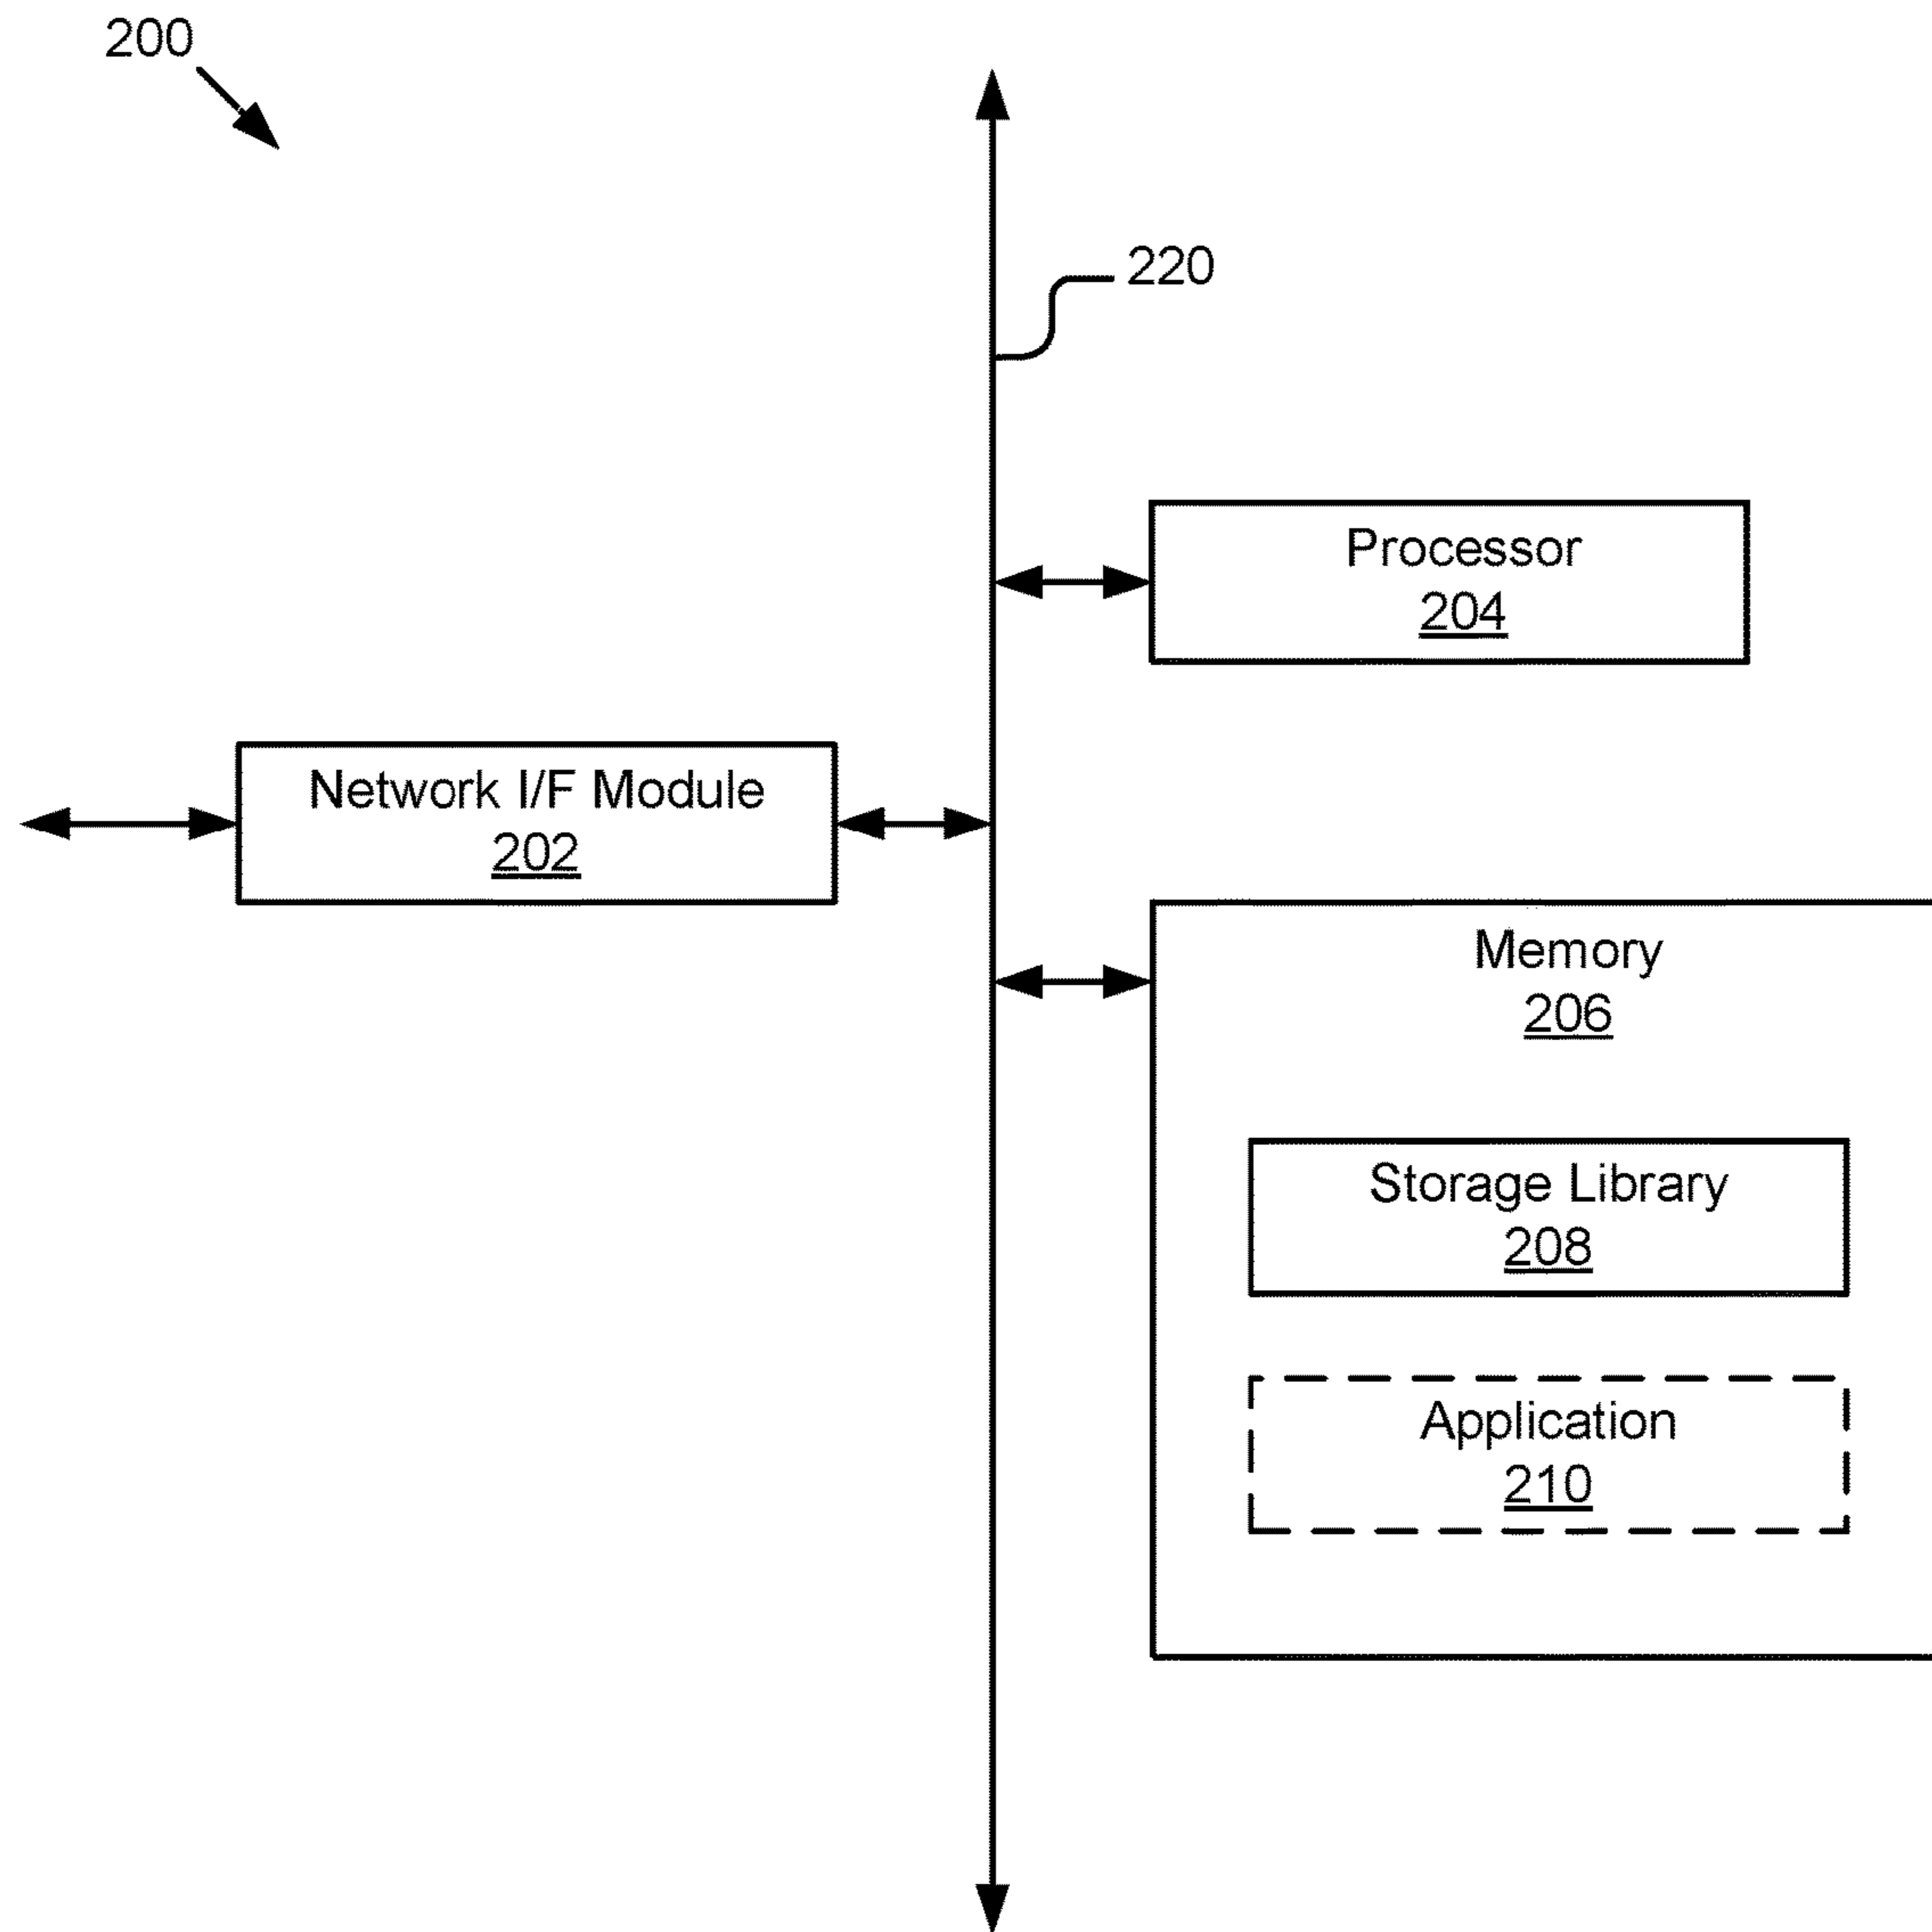 200
220
Processor
204
Network I/F Module
202
Memory
206
Storage Library
208
Application
210